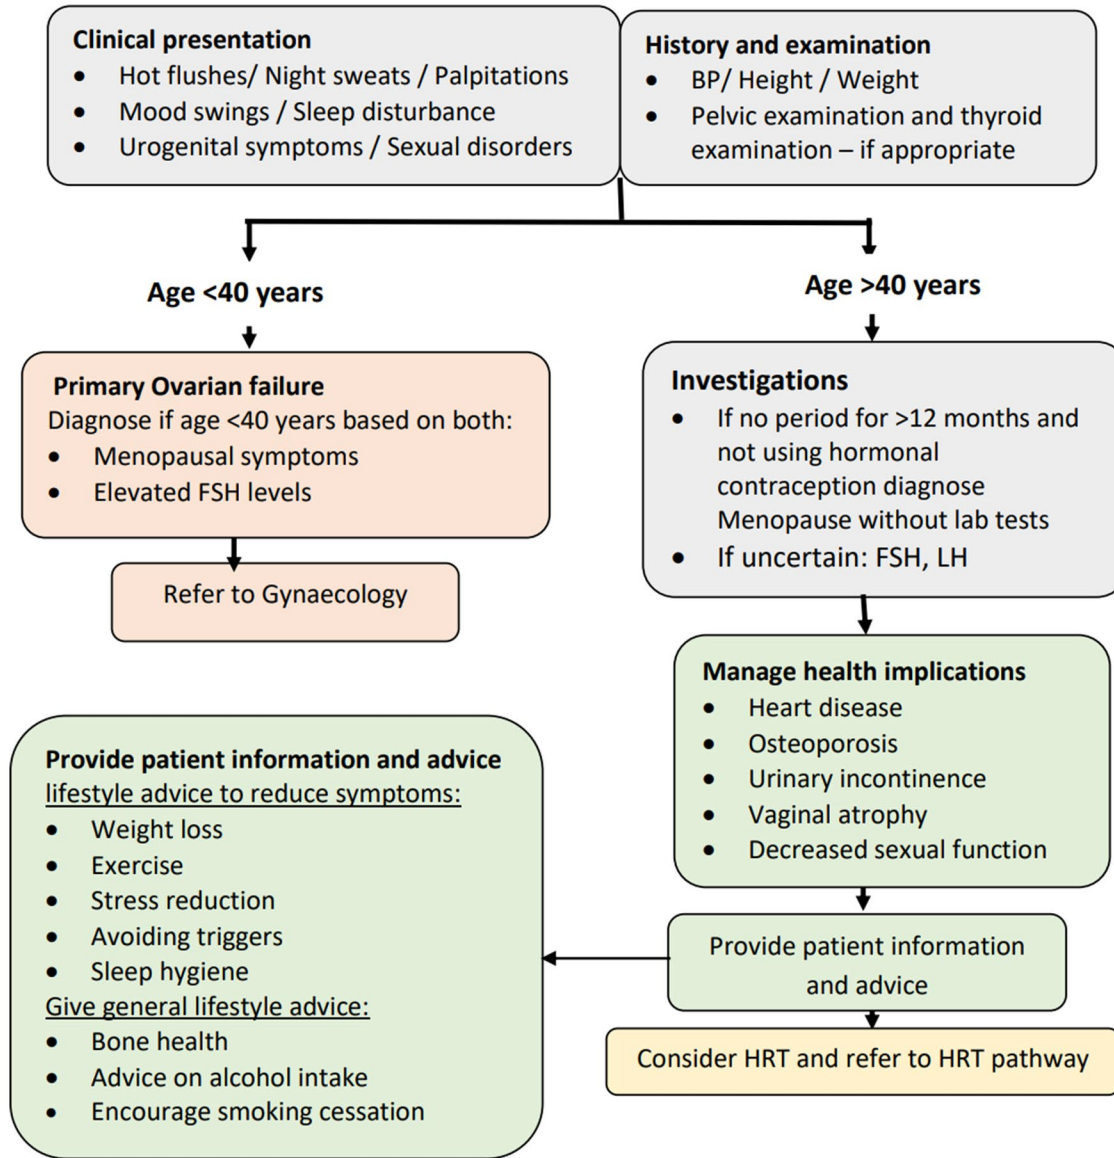 Clinical presentation
• Hot flushes/ Night sweats / Palpitations
• Mood swings / Sleep disturbance
• Urogenital symptoms / Sexual disorders
History and examination
• BP/ Height / Weight
• Pelvic examination and thyroid
examination – if appropriate
Age <40 years
Age >40 years
Primary Ovarian failure
Diagnose if age <40 years based on both:
• Menopausal symptoms
• Elevated FSH levels
Refer to Gynaecology
Investigations
• If no period for >12 months and
not using hormonal
contraception diagnose
Menopause without lab tests
• If uncertain: FSH, LH
Manage health implications
• Heart disease
• Osteoporosis
• Urinary incontinence
• Vaginal atrophy
• Decreased sexual function
Provide patient information
and advice
Provide patient information and advice
lifestyle advice to reduce symptoms:
• Weight loss
• Exercise
• Stress reduction
• Avoiding triggers
• Sleep hygiene
Give general lifestyle advice:
• Bone health
• Advice on alcohol intake
• Encourage smoking cessation
Consider HRT and refer to HRT pathway